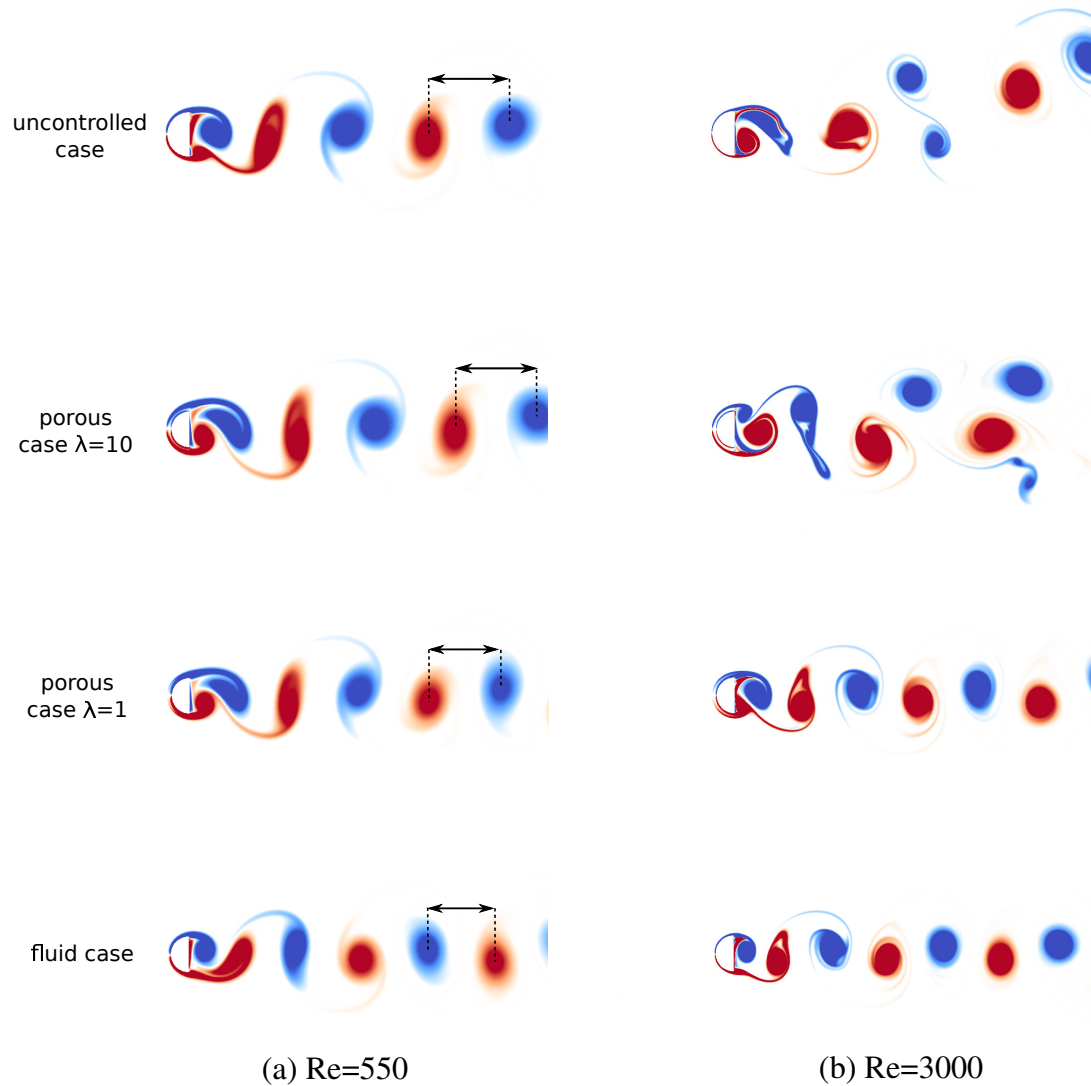 uncontrolled
case
porous
case λ=10
porous
case λ=1
fluid case
(a) Re=550
(b) Re=3000